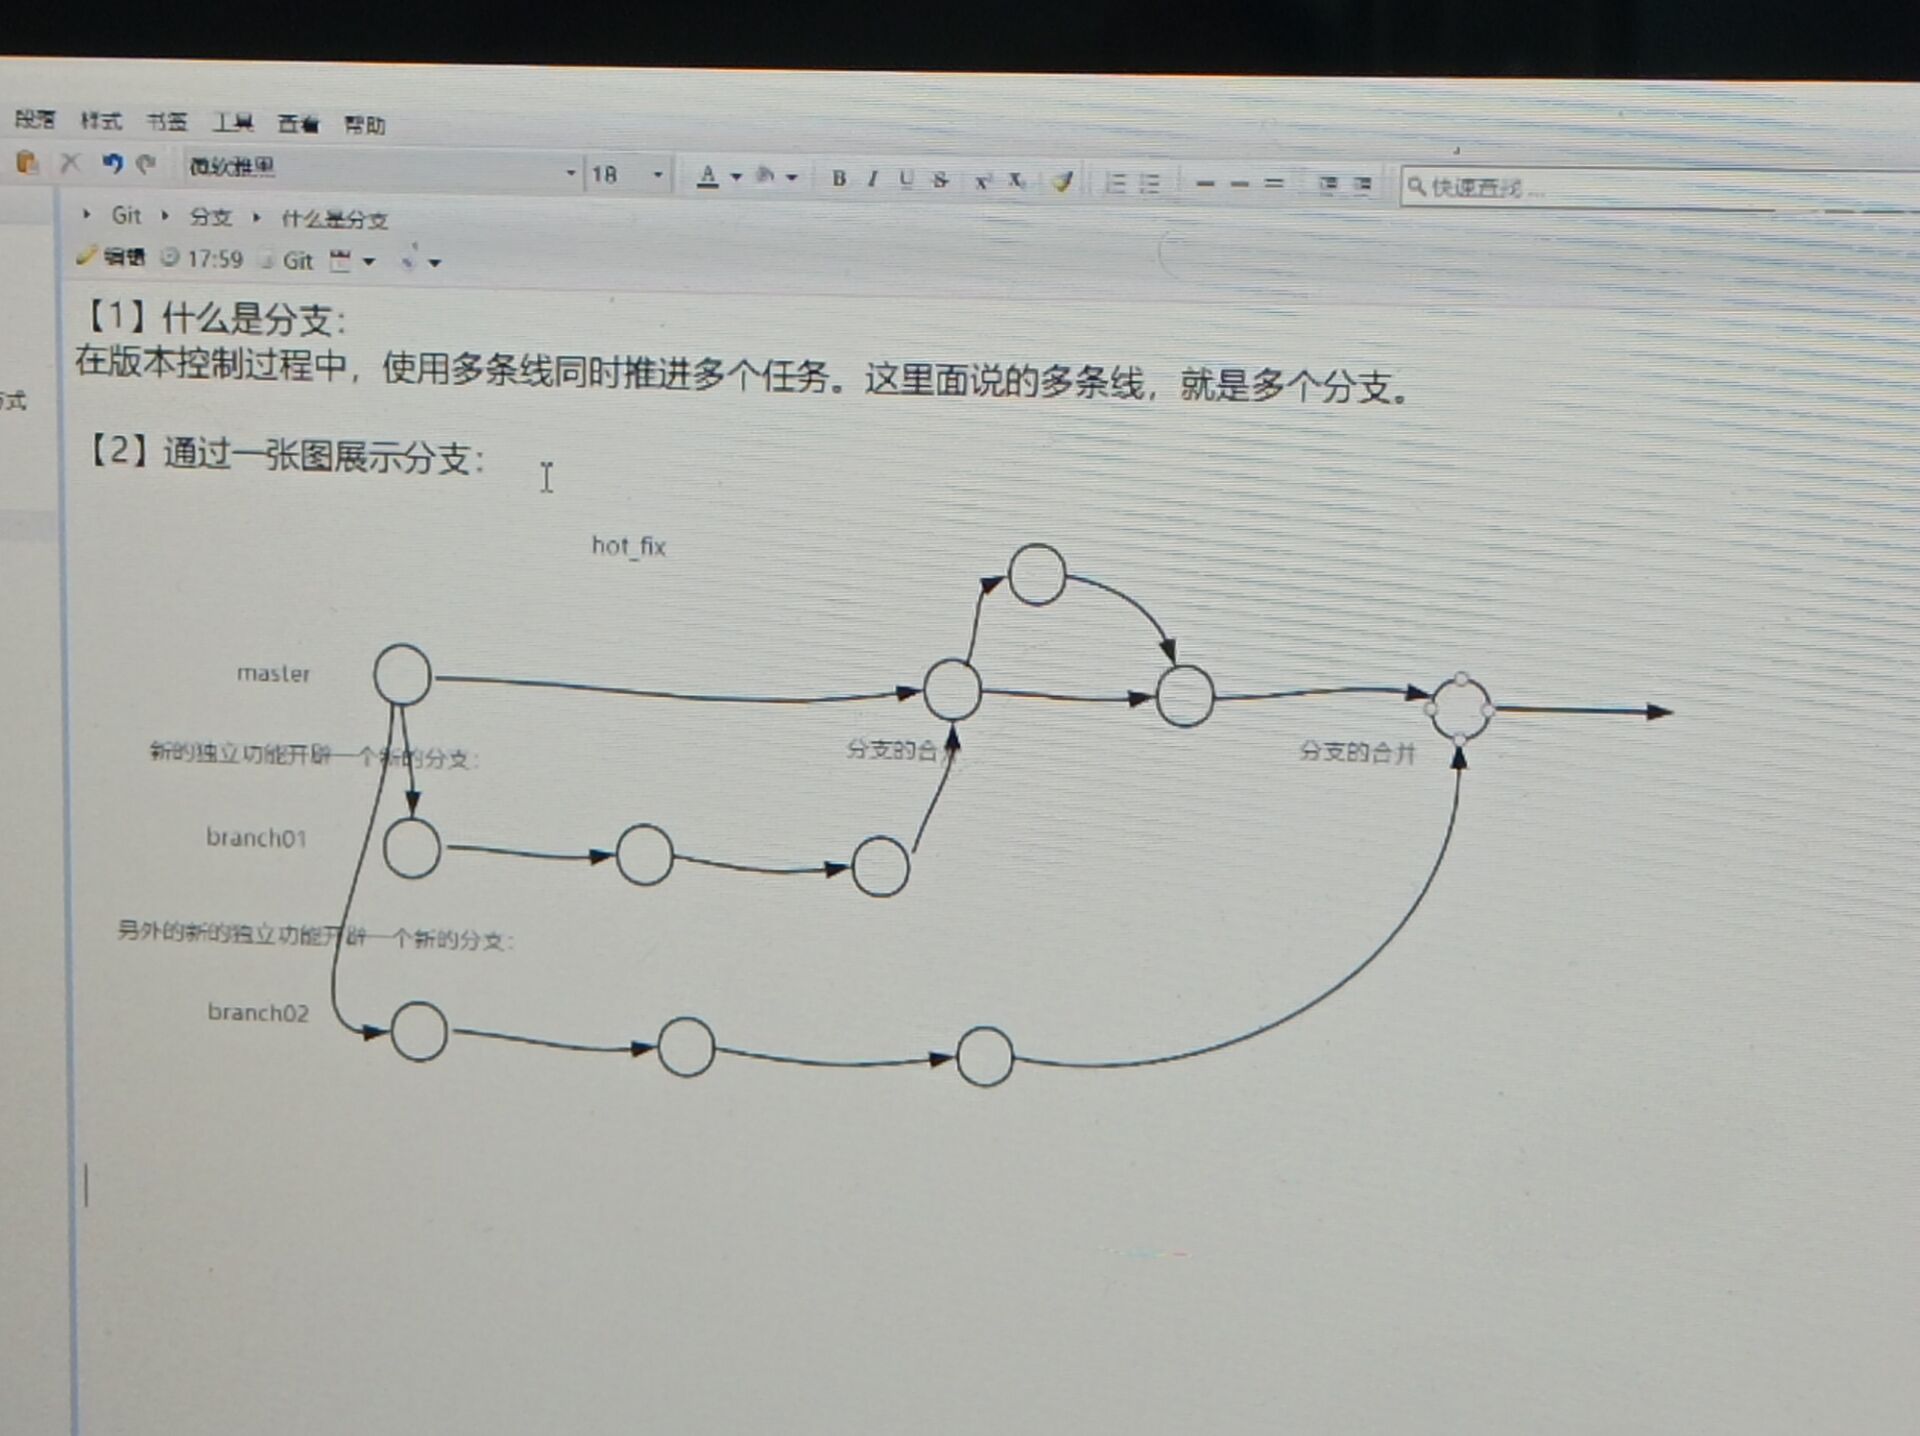 段落 样式 书签 工具 查看 帮助
微软雅黑 18 A B I U S x² X₂ 快速查找...
Git 分支 什么是分支
编辑 17:59 Git
【1】什么是分支：
在版本控制过程中，使用多条线同时推进多个任务。这里面说的多条线，就是多个分支。
式
【2】通过一张图展示分支：
hot_fix
master
新的独立功能开辟一个新的分支：
分支的合
分支的合并
branch01
另外的新的独立功能开辟一个新的分支：
branch02